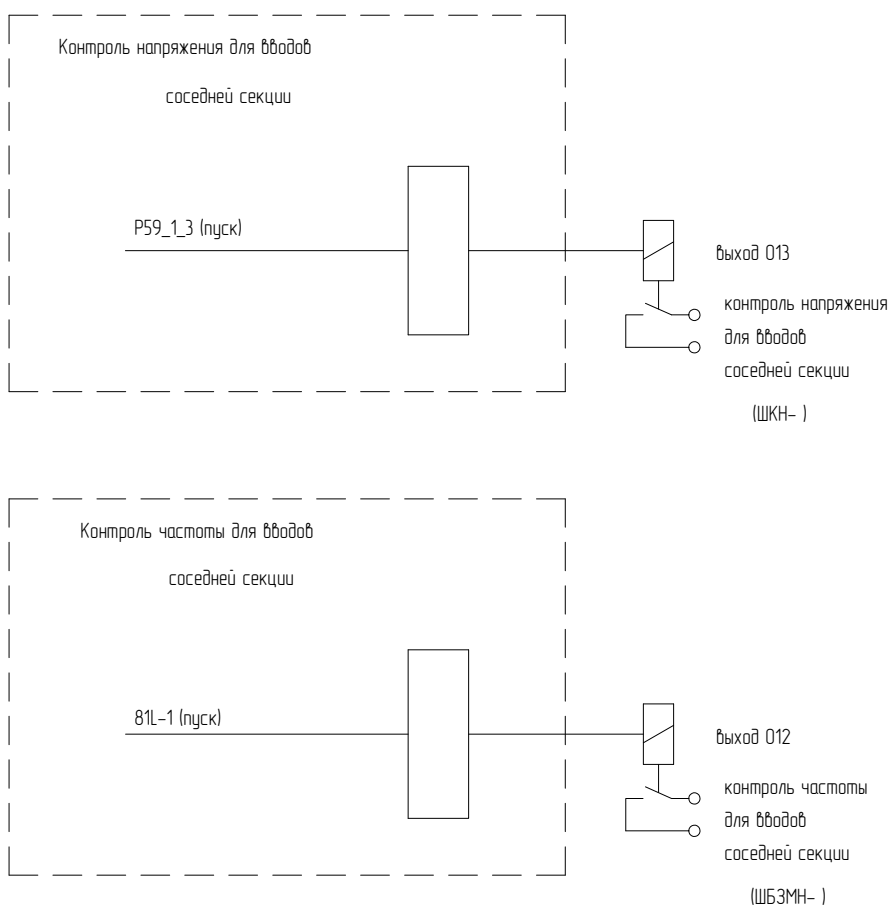 Контроль напряжения для вводов
соседней секции
P59_1_3 (пуск)
выход O13
контроль напряжения
для вводов
соседней секции
(ШКН- )
Контроль частоты для вводов
соседней секции
81L-1 (пуск)
выход O12
контроль частоты
для вводов
соседней секции
(ШБЗМН- )